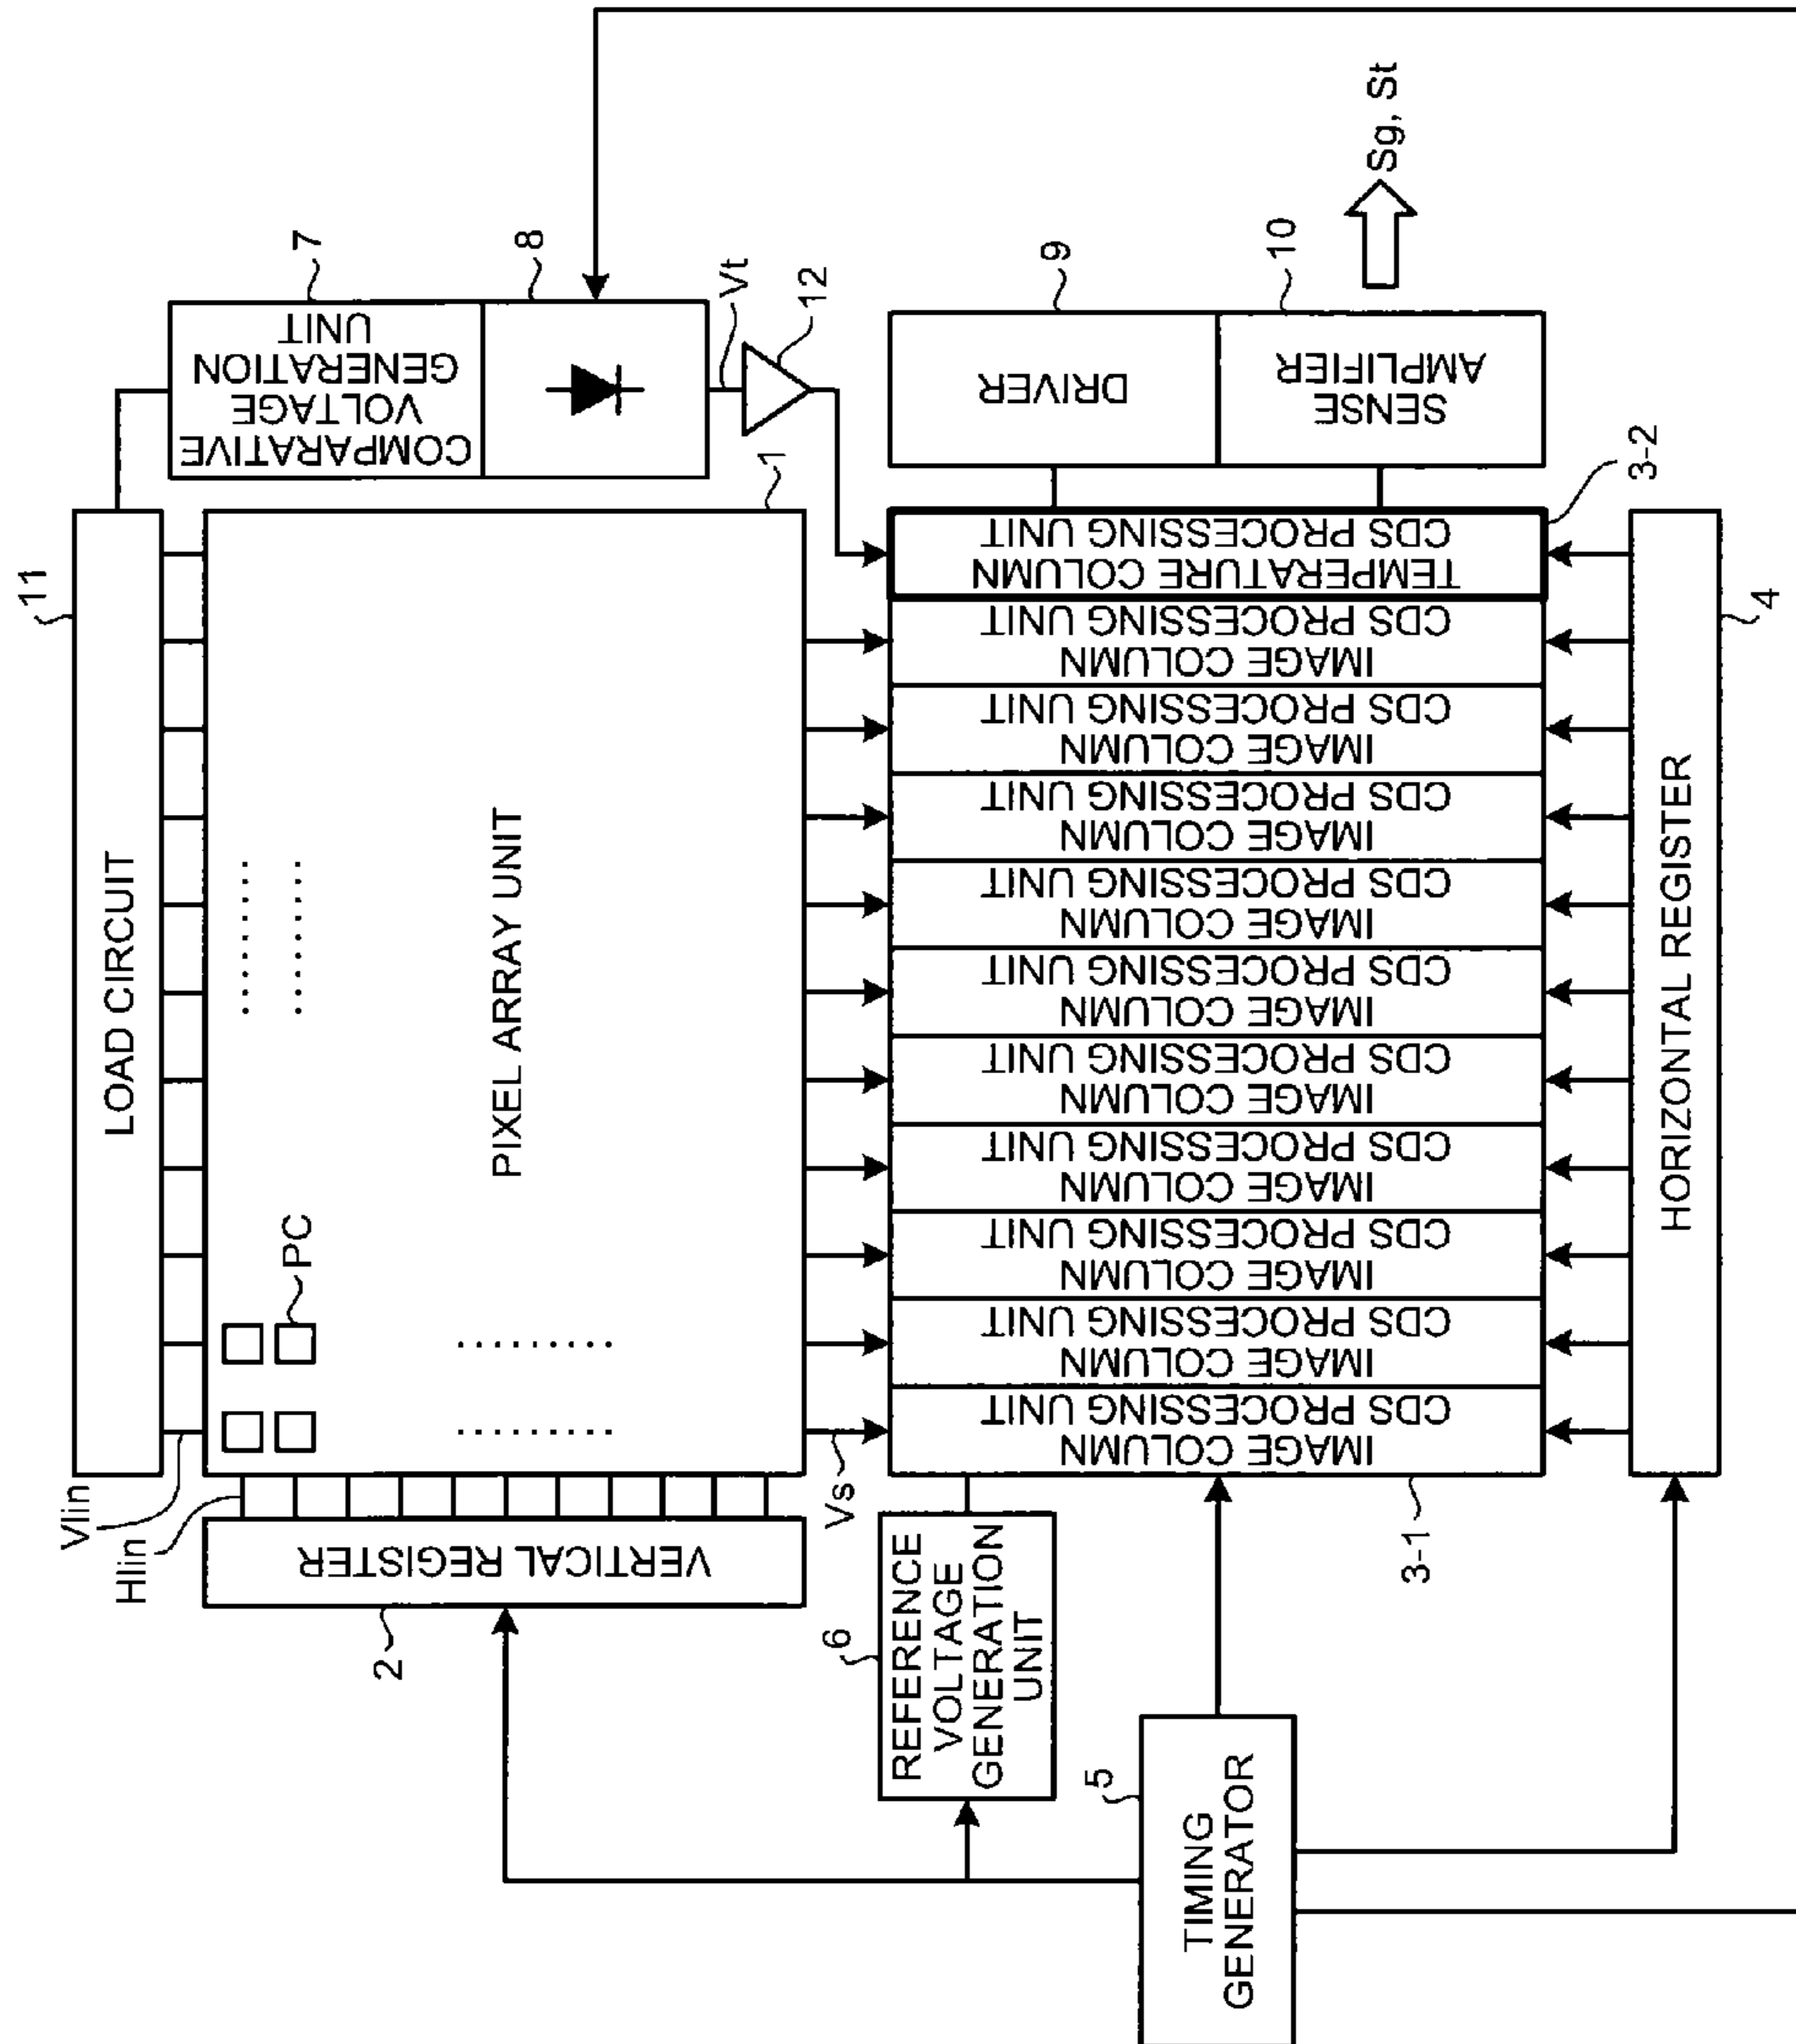 11
LOAD CIRCUIT
Vlin
Hlin
2
VERTICAL REGISTER
PC
PIXEL ARRAY UNIT
1
COMPARATIVE
VOLTAGE
GENERATION
UNIT
7
8
Vt
12
Vs
6
REFERENCE
VOLTAGE
GENERATION
UNIT
5
TIMING
GENERATOR
3-1
IMAGE COLUMN
CDS PROCESSING UNIT
IMAGE COLUMN
CDS PROCESSING UNIT
IMAGE COLUMN
CDS PROCESSING UNIT
IMAGE COLUMN
CDS PROCESSING UNIT
IMAGE COLUMN
CDS PROCESSING UNIT
IMAGE COLUMN
CDS PROCESSING UNIT
IMAGE COLUMN
CDS PROCESSING UNIT
IMAGE COLUMN
CDS PROCESSING UNIT
IMAGE COLUMN
CDS PROCESSING UNIT
IMAGE COLUMN
CDS PROCESSING UNIT
TEMPERATURE COLUMN
CDS PROCESSING UNIT
3-2
DRIVER
9
SENSE
AMPLIFIER
10
Sg, St
HORIZONTAL REGISTER
4